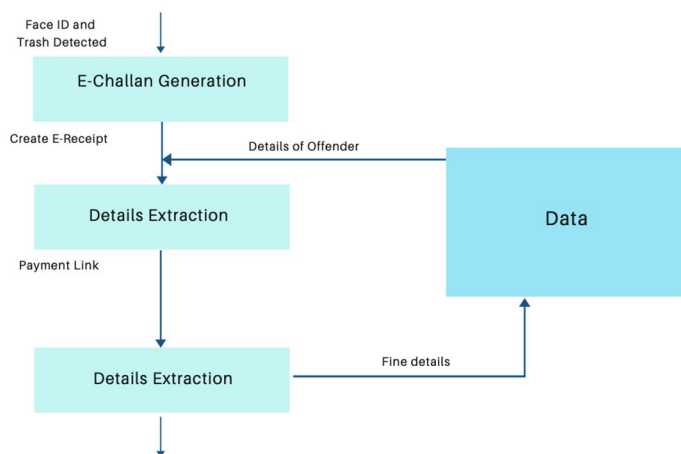 Face ID and
Trash Detected
E-Challan Generation
Create E-Receipt
Details of Offender
Details Extraction
Data
Payment Link
Fine details
Details Extraction